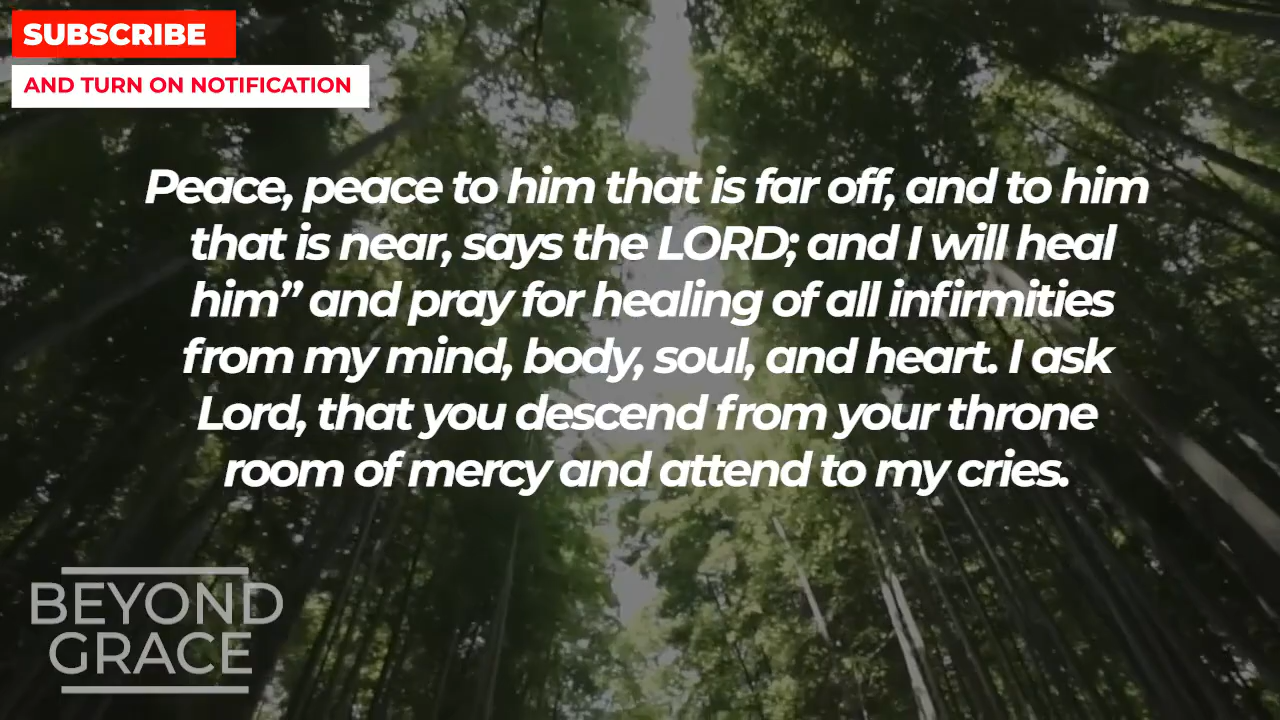 SUBSCRIBE
AND TURN ON NOTIFICATION
Peace, peace to him that is far off, and to him
that is near, says the LORD; and I will heal
him” and pray for healing of all infirmities
from my mind, body, soul, and heart. I ask
Lord, that you descend from your throne
room of mercy and attend to my cries.
BEYOND
GRACE